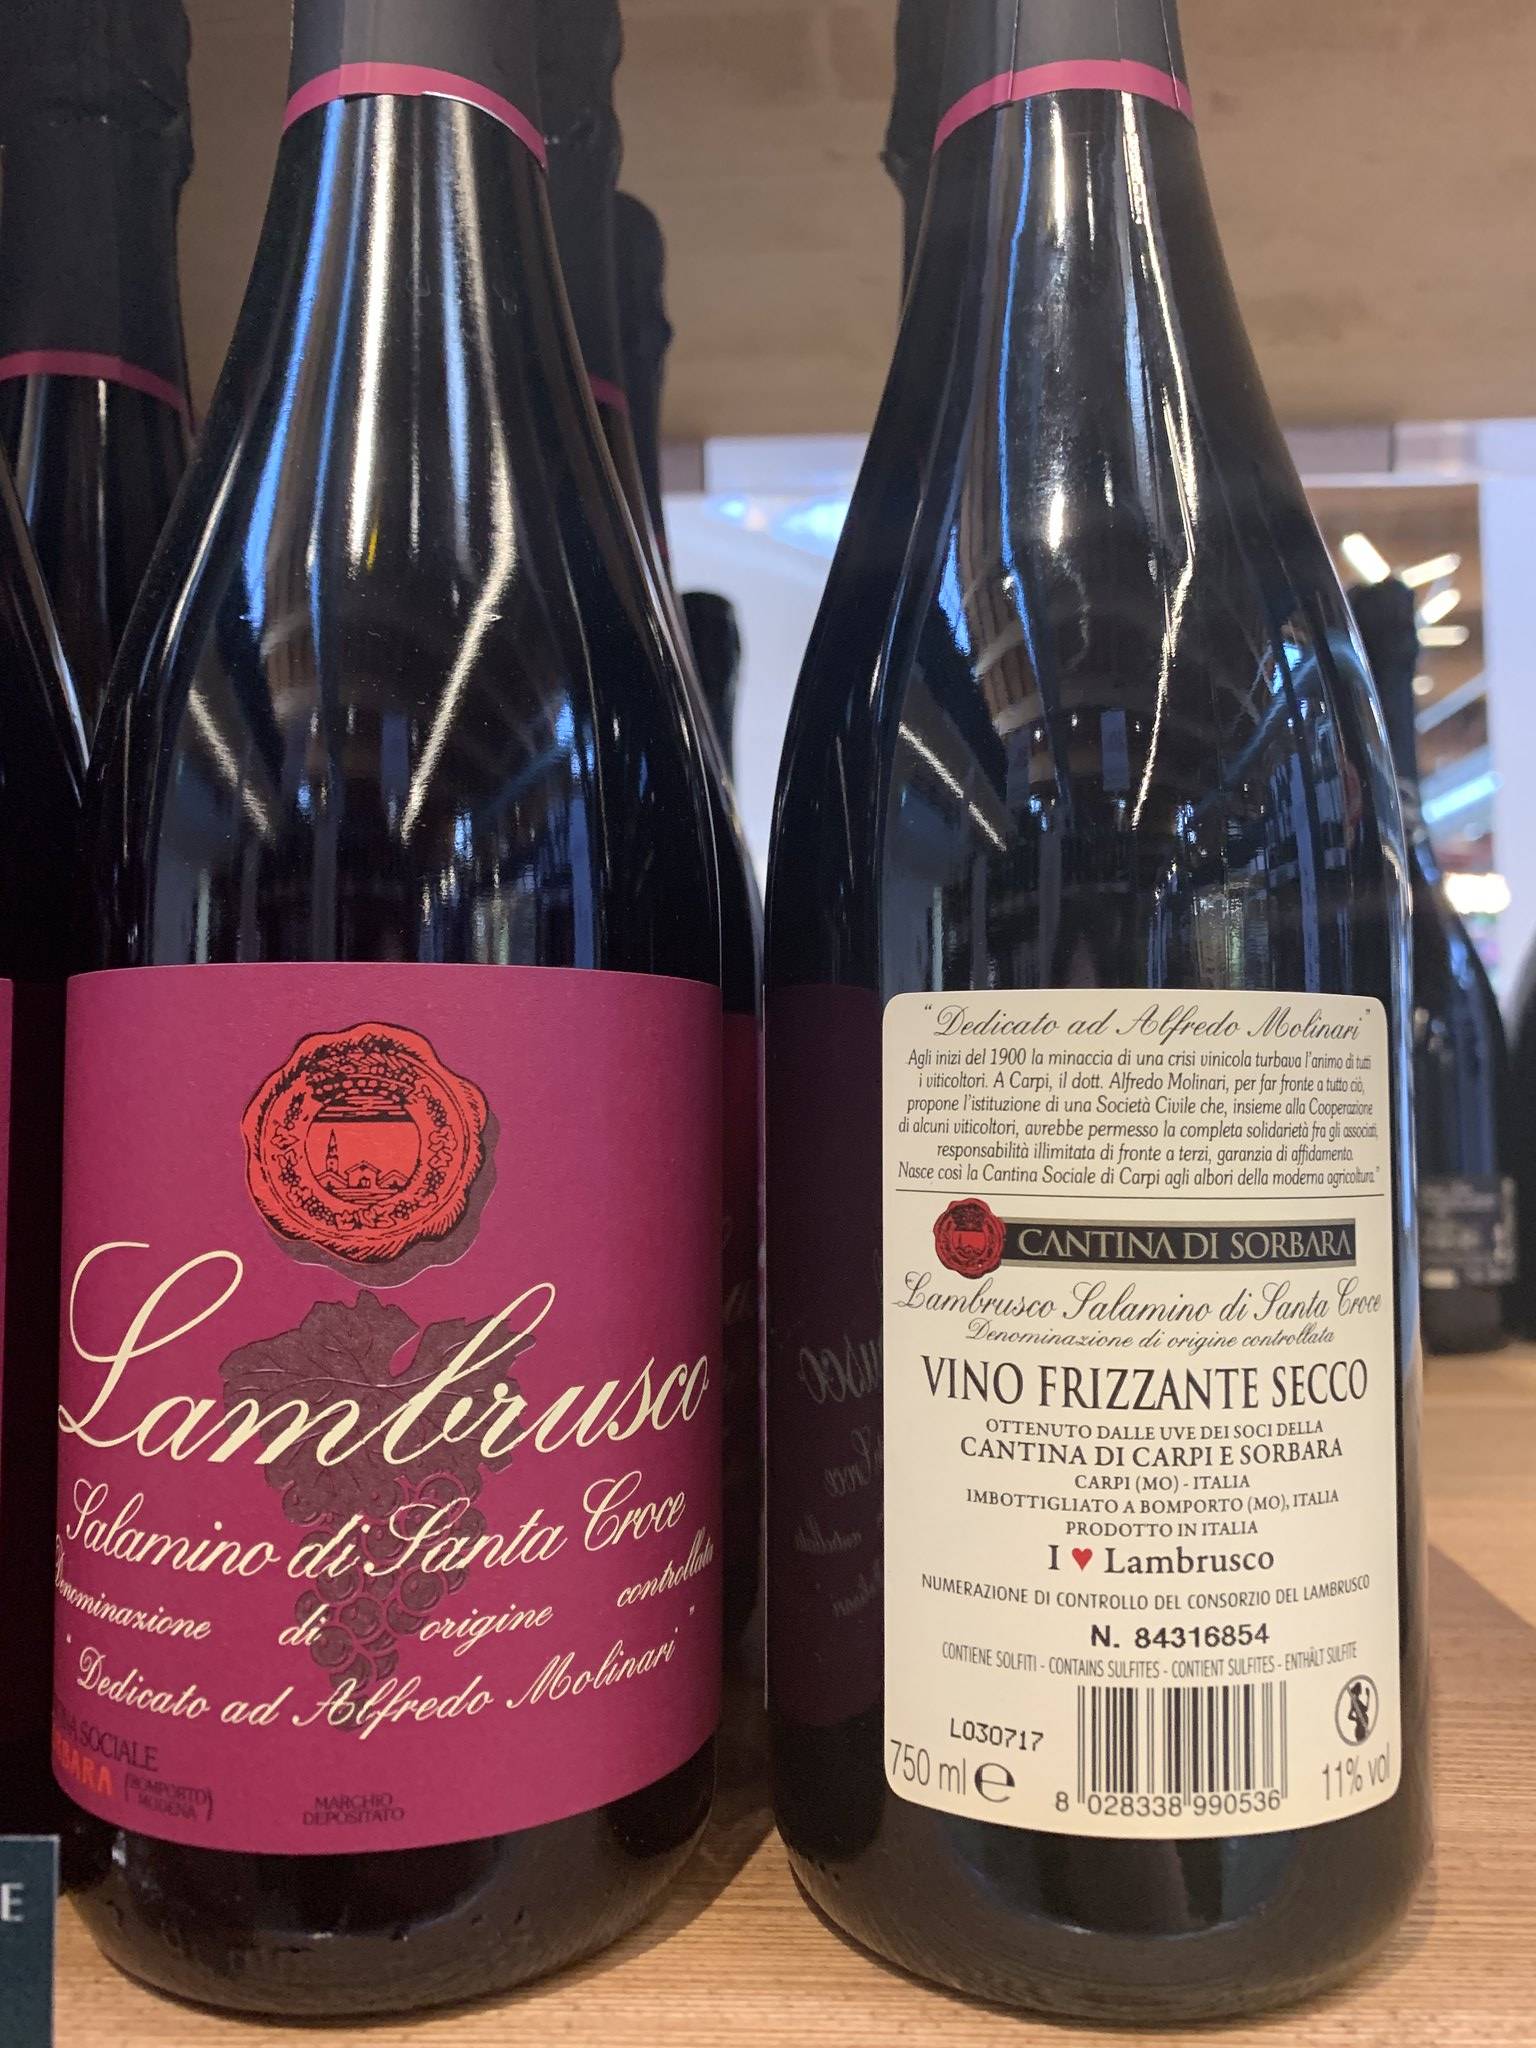 Lambrusco
Salamino di Santa Croce
Denominazione di origine controllata
"Dedicato ad Alfredo Molinari"
SOCIALE
BOMPORTO
MODENA
MARCHIO
DEPOSITATO
E
"Dedicato ad Alfredo Molinari"
Agli inizi del 1900 la minaccia di una crisi vinicola turbava l'animo di tutti
i viticoltori. A Carpi, il dott. Alfredo Molinari, per far fronte a tutto ciò,
propone l'istituzione di una Società Civile che, insieme alla Cooperazione
di alcuni viticoltori, avrebbe permesso la completa solidarietà fra gli associati,
responsabilità illimitata di fronte a terzi, garanzia di affidamento.
Nasce così la Cantina Sociale di Carpi agli albori della moderna agricoltura."
CANTINA DI SORBARA
Lambrusco Salamino di Santa Croce
Denominazione di origine controllata
VINO FRIZZANTE SECCO
OTTENUTO DALLE UVE DEI SOCI DELLA
CANTINA DI CARPI E SORBARA
CARPI (MO) - ITALIA
IMBOTTIGLIATO A BOMPORTO (MO), ITALIA
PRODOTTO IN ITALIA
I ♥ Lambrusco
NUMERAZIONE DI CONTROLLO DEL CONSORZIO DEL LAMBRUSCO
N. 84316854
CONTIENE SOLFITI - CONTAINS SULFITES - CONTIENT SULFITES - ENTHÄLT SULFITE
L030717
750 ml e
8 028338 990536
11% vol